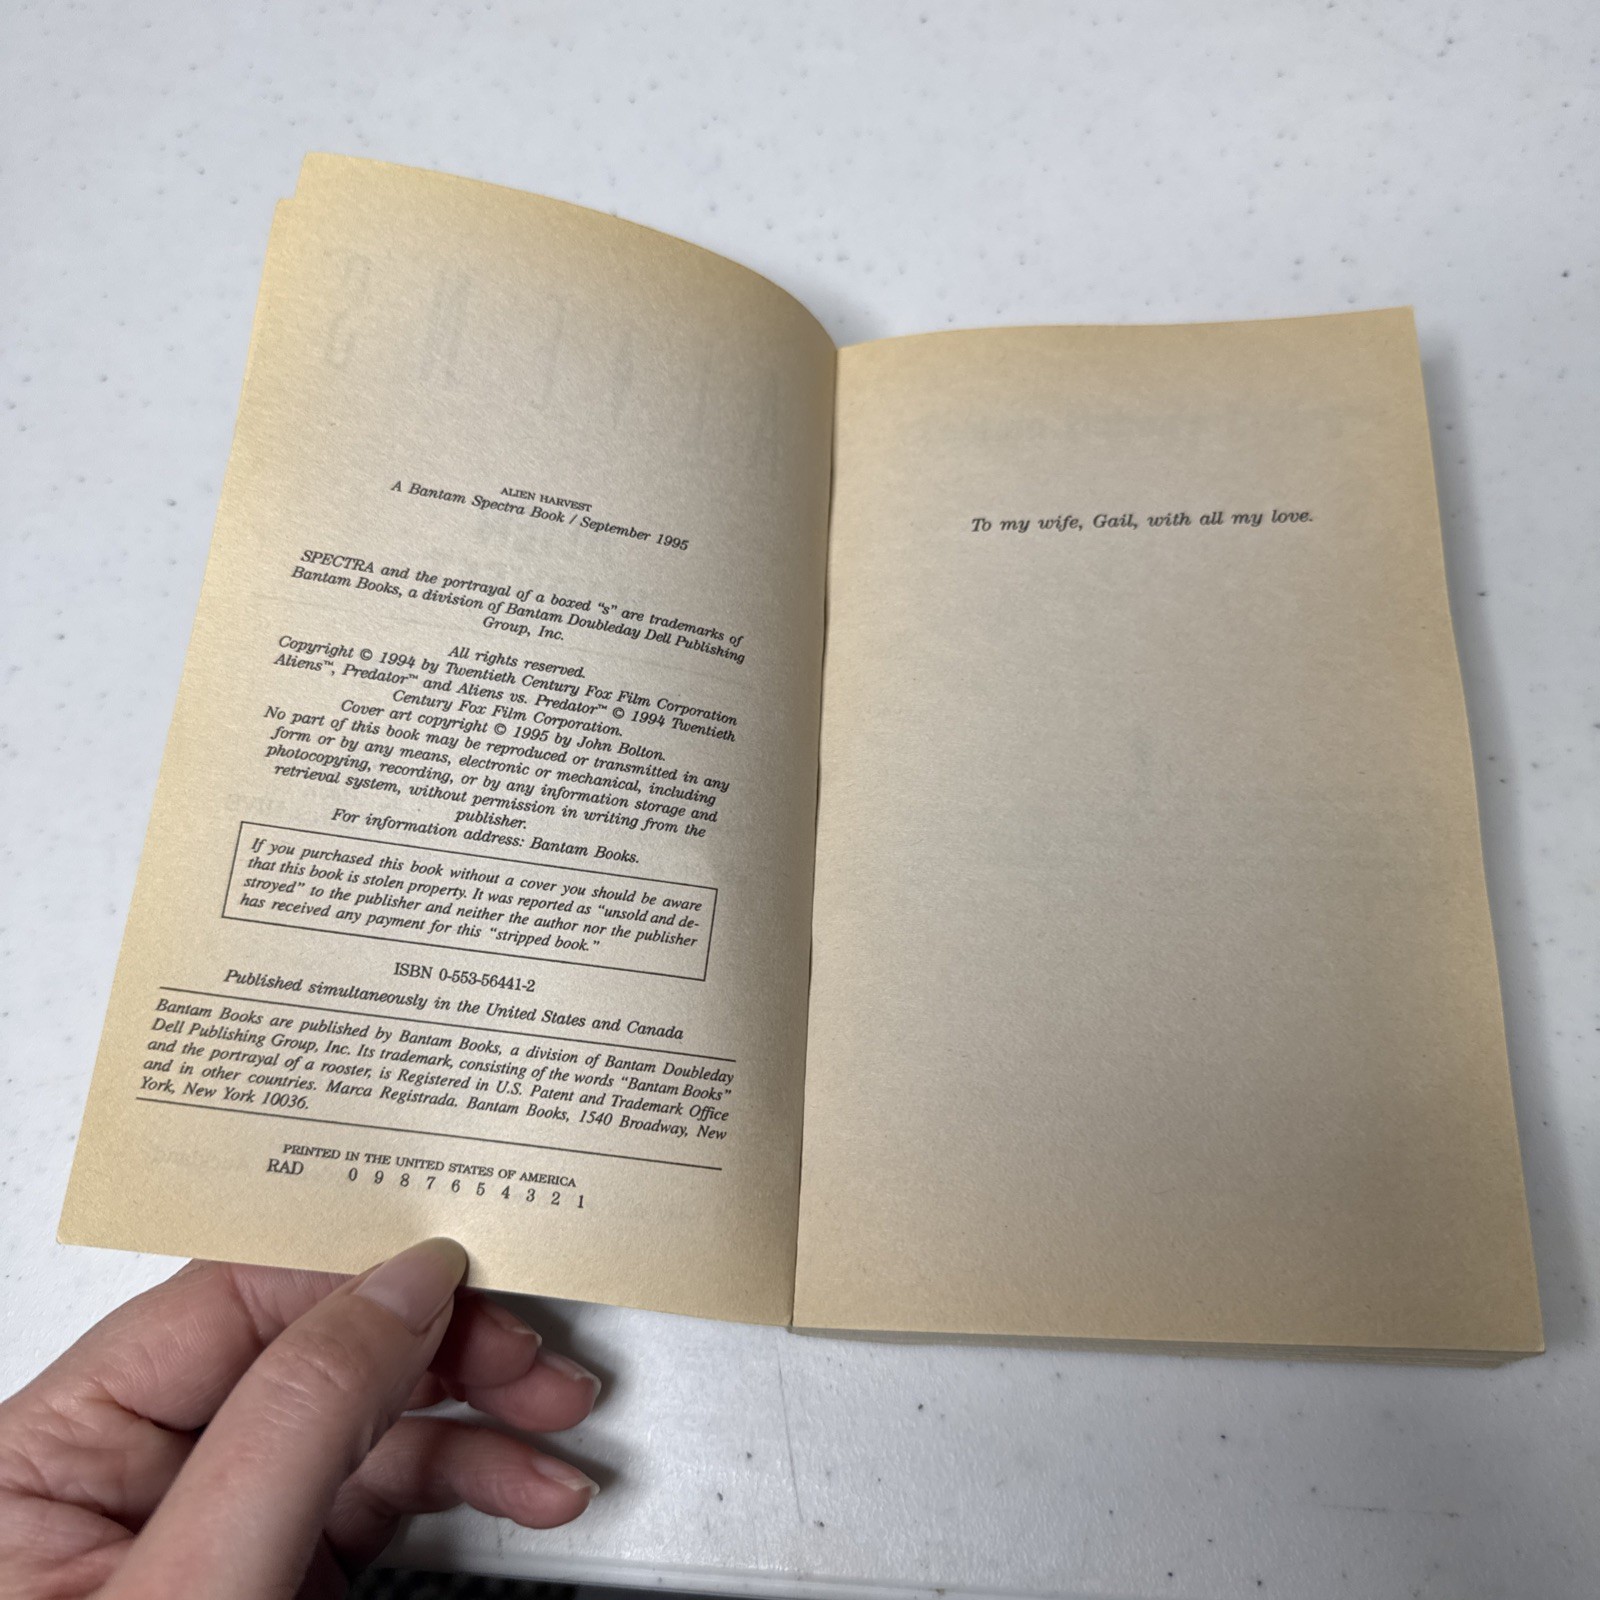 ALIEN HARVEST
A Bantam Spectra Book / September 1995
SPECTRA and the portrayal of a boxed "s" are trademarks of
Bantam Books, a division of Bantam Doubleday Dell Publishing
Group, Inc.
All rights reserved.
Copyright © 1994 by Twentieth Century Fox Film Corporation
Aliens™, Predator™ and Aliens vs. Predator™ © 1994 Twentieth
Century Fox Film Corporation.
Cover art copyright © 1995 by John Bolton.
No part of this book may be reproduced or transmitted in any
form or by any means, electronic or mechanical, including
photocopying, recording, or by any information storage and
retrieval system, without permission in writing from the
publisher.
For information address: Bantam Books.
If you purchased this book without a cover you should be aware
that this book is stolen property. It was reported as "unsold and de-
stroyed" to the publisher and neither the author nor the publisher
has received any payment for this "stripped book."
ISBN 0-553-56441-2
Published simultaneously in the United States and Canada
Bantam Books are published by Bantam Books, a division of Bantam Doubleday
Dell Publishing Group, Inc. Its trademark, consisting of the words "Bantam Books"
and the portrayal of a rooster, is Registered in U.S. Patent and Trademark Office
and in other countries. Marca Registrada. Bantam Books, 1540 Broadway, New
York, New York 10036.
PRINTED IN THE UNITED STATES OF AMERICA
RAD 0 9 8 7 6 5 4 3 2 1
To my wife, Gail, with all my love.